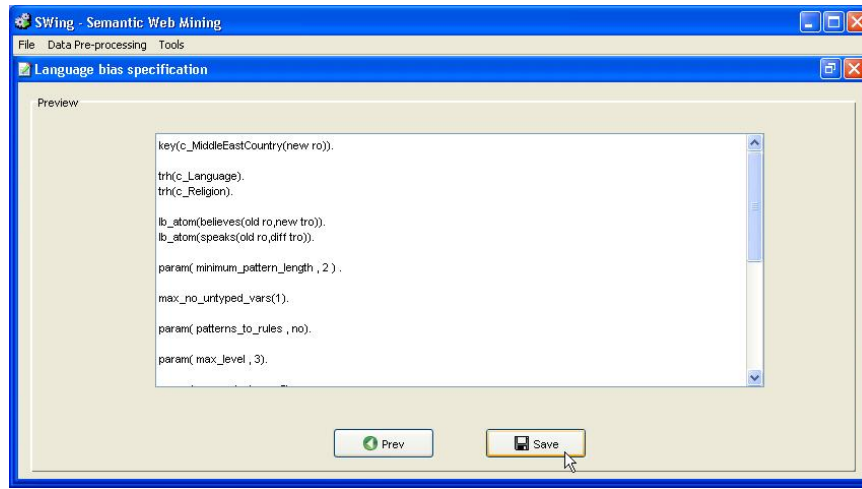 SWing - Semantic Web Mining
File Data Pre-processing Tools
Language bias specification
Preview
key(c_MiddleEastCountry(new ro)).
trh(c_Language).
trh(c_Religion).
lb_atom(believes(old ro,new tro)).
lb_atom(speaks(old ro,diff tro)).
param( minimum_pattern_length , 2 ) .
max_no_untyped_vars(1).
param( patterns_to_rules , no).
param( max_level , 3).
Prev Save